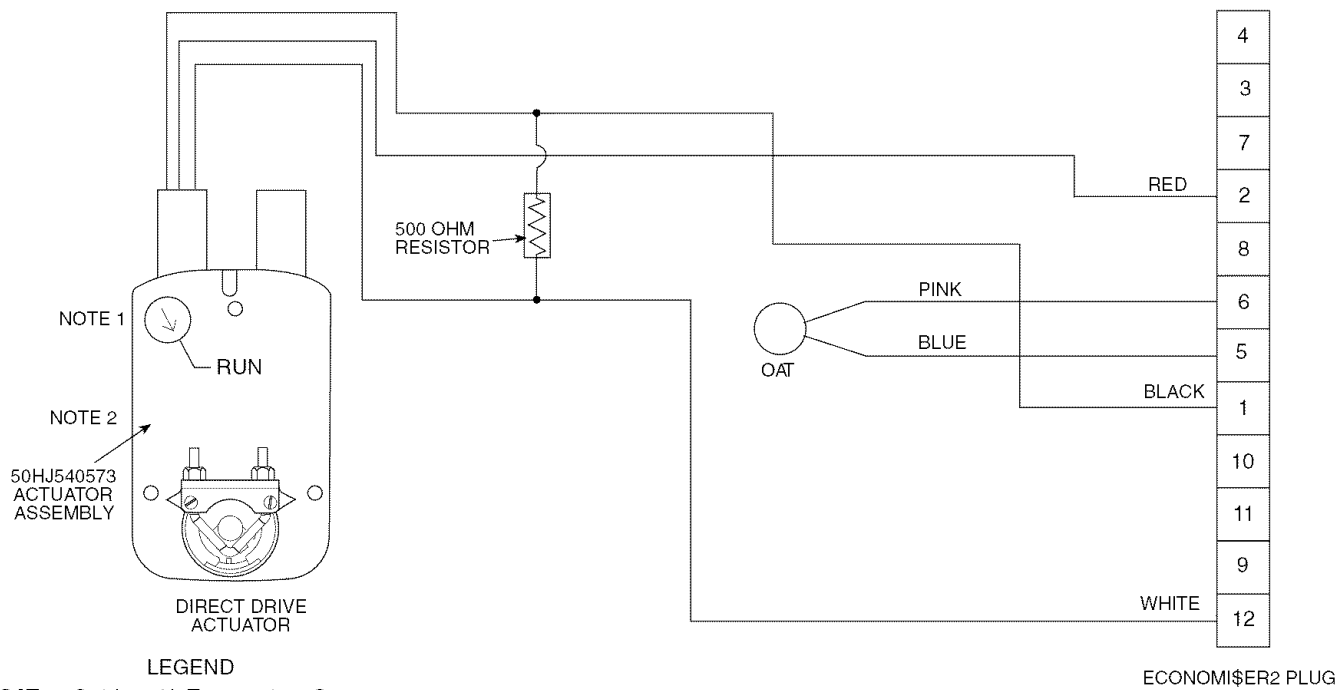 4
3
7
RED
2
8
500 OHM
RESISTOR
PINK
6
NOTE 1
RUN
BLUE
5
OAT
BLACK
1
NOTE 2
50HJ540573
ACTUATOR
ASSEMBLY
10
11
9
WHITE
12
DIRECT DRIVE
ACTUATOR
LEGEND
ECONOMI$ER2 PLUG